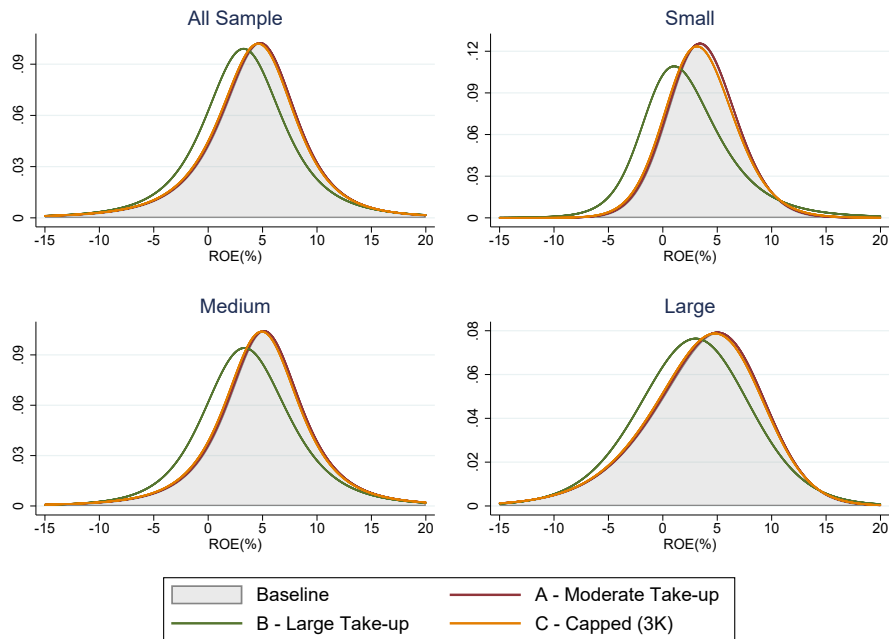 All Sample
.09
.06
.03
0
-15 -10 -5 0 5 10 15 20
ROE(%)
Small
.12
.09
.06
.03
0
-15 -10 -5 0 5 10 15 20
ROE(%)
Medium
.09
.06
.03
0
-15 -10 -5 0 5 10 15 20
ROE(%)
Large
.08
.06
.04
.02
0
-15 -10 -5 0 5 10 15 20
ROE(%)
Baseline
A - Moderate Take-up
B - Large Take-up
C - Capped (3K)